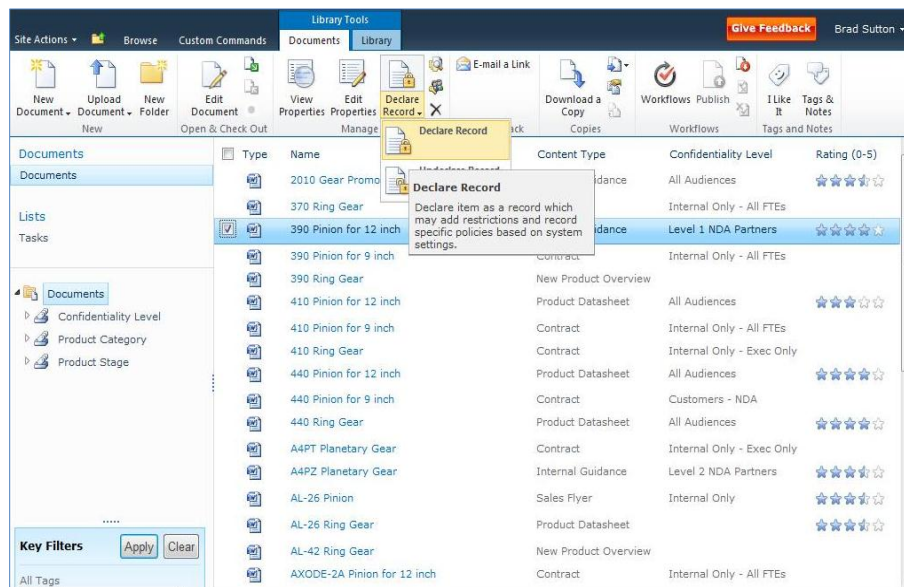 Library Tools
Give Feedback
Brad Sutton
Site Actions
Browse
Custom Commands
Documents
Library
New Document
Upload Document
New Folder
New
Edit Document
Open & Check Out
View Properties
Edit Properties
Declare Record
Manage
E-mail a Link
Download a Copy
Copies
Workflows
Publish
Workflows
I Like It
Tags & Notes
Tags and Notes
Declare Record
Declare Record
Declare item as a record which
may add restrictions and record
specific policies based on system
settings.
Documents
Documents
Lists
Tasks
Documents
Confidentiality Level
Product Category
Product Stage
Key Filters
Apply
Clear
All Tags
Type Name Content Type Confidentiality Level Rating (0-5)
2010 Gear Promo All Audiences
370 Ring Gear Internal Only - All FTEs
390 Pinion for 12 inch Level 1 NDA Partners
390 Pinion for 9 inch Contract Internal Only - All FTEs
390 Ring Gear New Product Overview
410 Pinion for 12 inch Product Datasheet All Audiences
410 Pinion for 9 inch Contract Internal Only - All FTEs
410 Ring Gear Contract Internal Only - Exec Only
440 Pinion for 12 inch Product Datasheet All Audiences
440 Pinion for 9 inch Contract Customers - NDA
440 Ring Gear Product Datasheet All Audiences
A4PT Planetary Gear Contract Internal Only - Exec Only
A4PZ Planetary Gear Internal Guidance Level 2 NDA Partners
AL-26 Pinion Sales Flyer Internal Only
AL-26 Ring Gear Product Datasheet
AL-42 Ring Gear New Product Overview
AXODE-2A Pinion for 12 inch Contract Internal Only - All FTEs